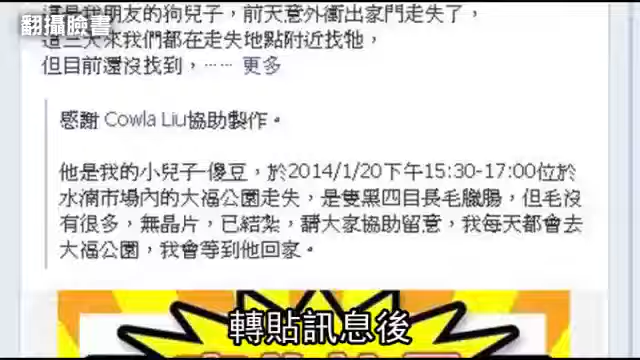 這是我朋友的狗兒子，前天意外衝出家門走失了，
翻攝臉書
這三天來我們都在走失地點附近找牠，
但目前還沒找到，…… 更多
感謝 Cowla Liu協助製作。
他是我的小兒子-傻豆，於2014/1/20下午15:30-17:00位於
水湳市場內的大福公園走失，是隻黑四目長毛臘腸，但毛沒
有很多，無晶片，已結紮，請大家協助留意，我每天都會去
大福公園，我會等到他回家。
轉貼訊息後